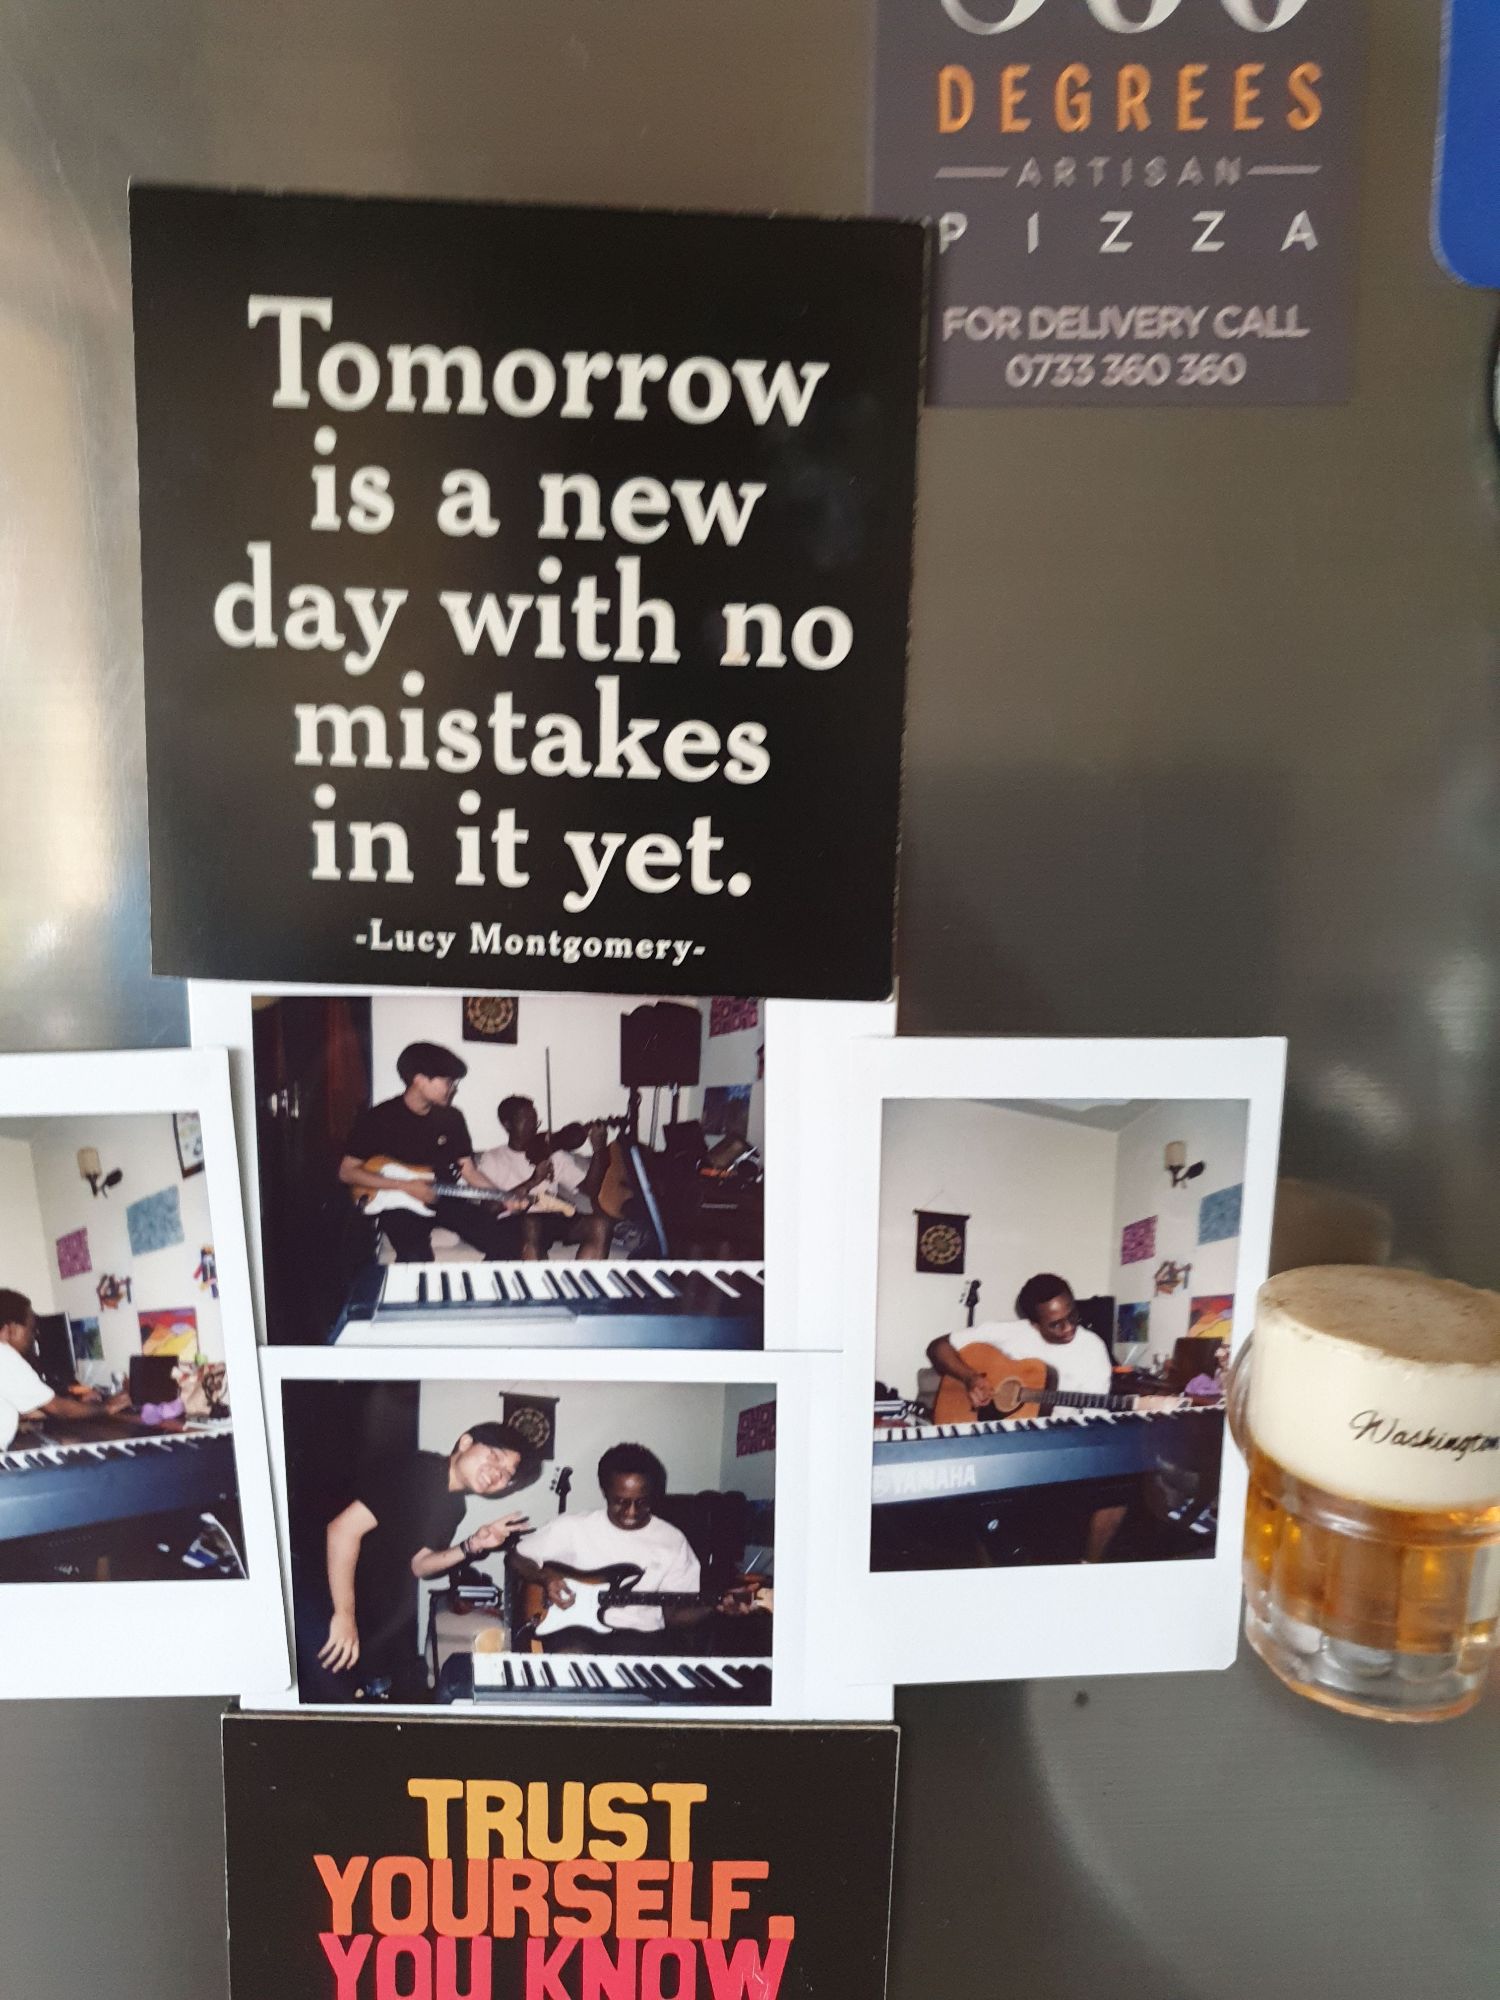 360
DEGREES
ARTISAN
PIZZA
FOR DELIVERY CALL
0733 360 360
Tomorrow
is a new
day with no
mistakes
in it yet.
-Lucy Montgomery-
YAMAHA
Washington
TRUST
YOURSELF.
YOU KNOW